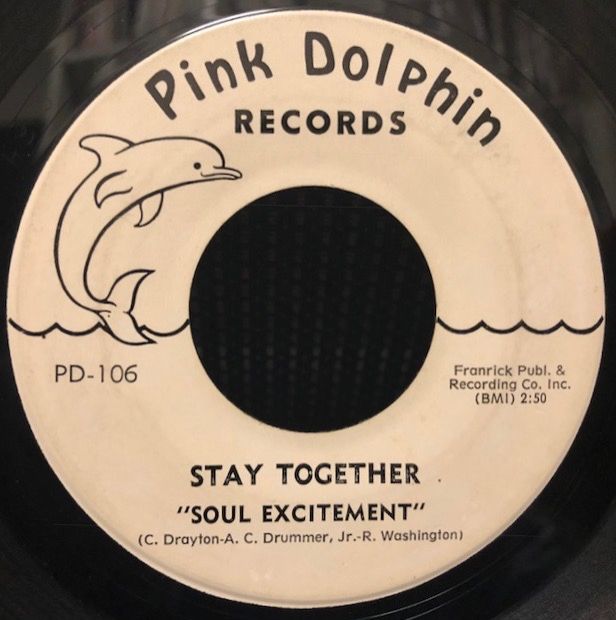 Pink Dolphin
RECORDS
PD-106
Franrick Publ. &
Recording Co. Inc.
(BMI) 2:50
STAY TOGETHER
"SOUL EXCITEMENT"
(C. Drayton-A. C. Drummer, Jr.-R. Washington)